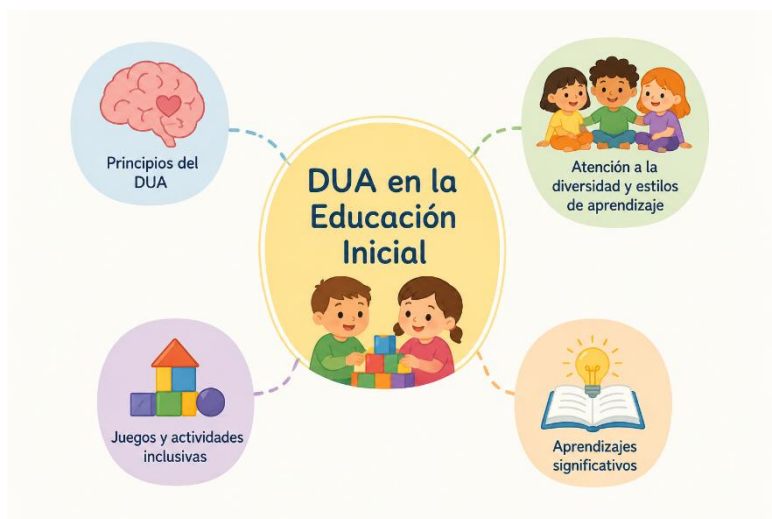 DUA en la
Educación
Inicial
Principios del
DUA
Atención a la
diversidad y estilos
de aprendizaje
Juegos y actividades
inclusivas
Aprendizajes
significativos